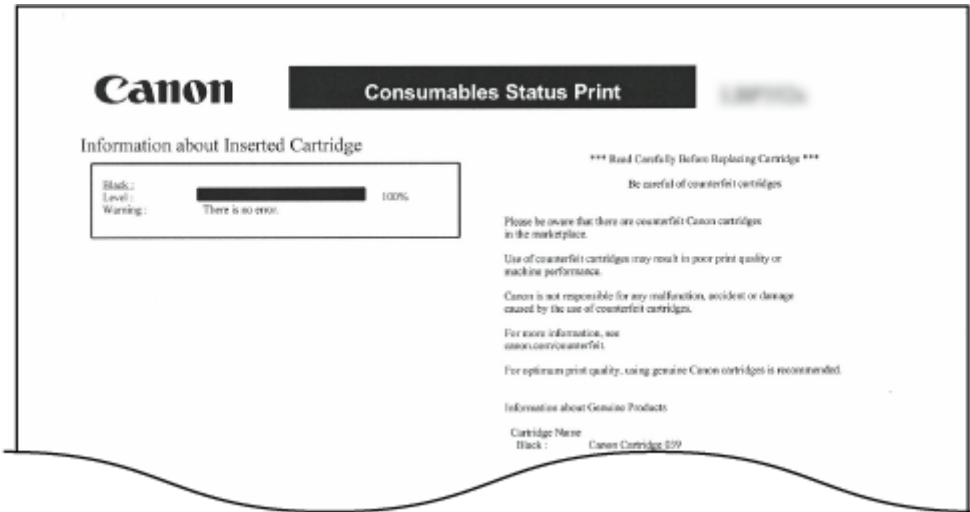 Canon
Consumables Status Print
Information about Inserted Cartridge
Black :
Level : 100%
Warning : There is no error.
*** Read Carefully Before Replacing Cartridge ***
Be careful of counterfeit cartridges
Please be aware that there are counterfeit Canon cartridges
in the marketplace.
Use of counterfeit cartridges may result in poor print quality or
machine performance.
Canon is not responsible for any malfunction, accident or damage
caused by the use of counterfeit cartridges.
For more information, see
canon.com/counterfeit.
For optimum print quality, using genuine Canon cartridges is recommended.
Information about Genuine Products
Cartridge Name
Black : Canon Cartridge 039